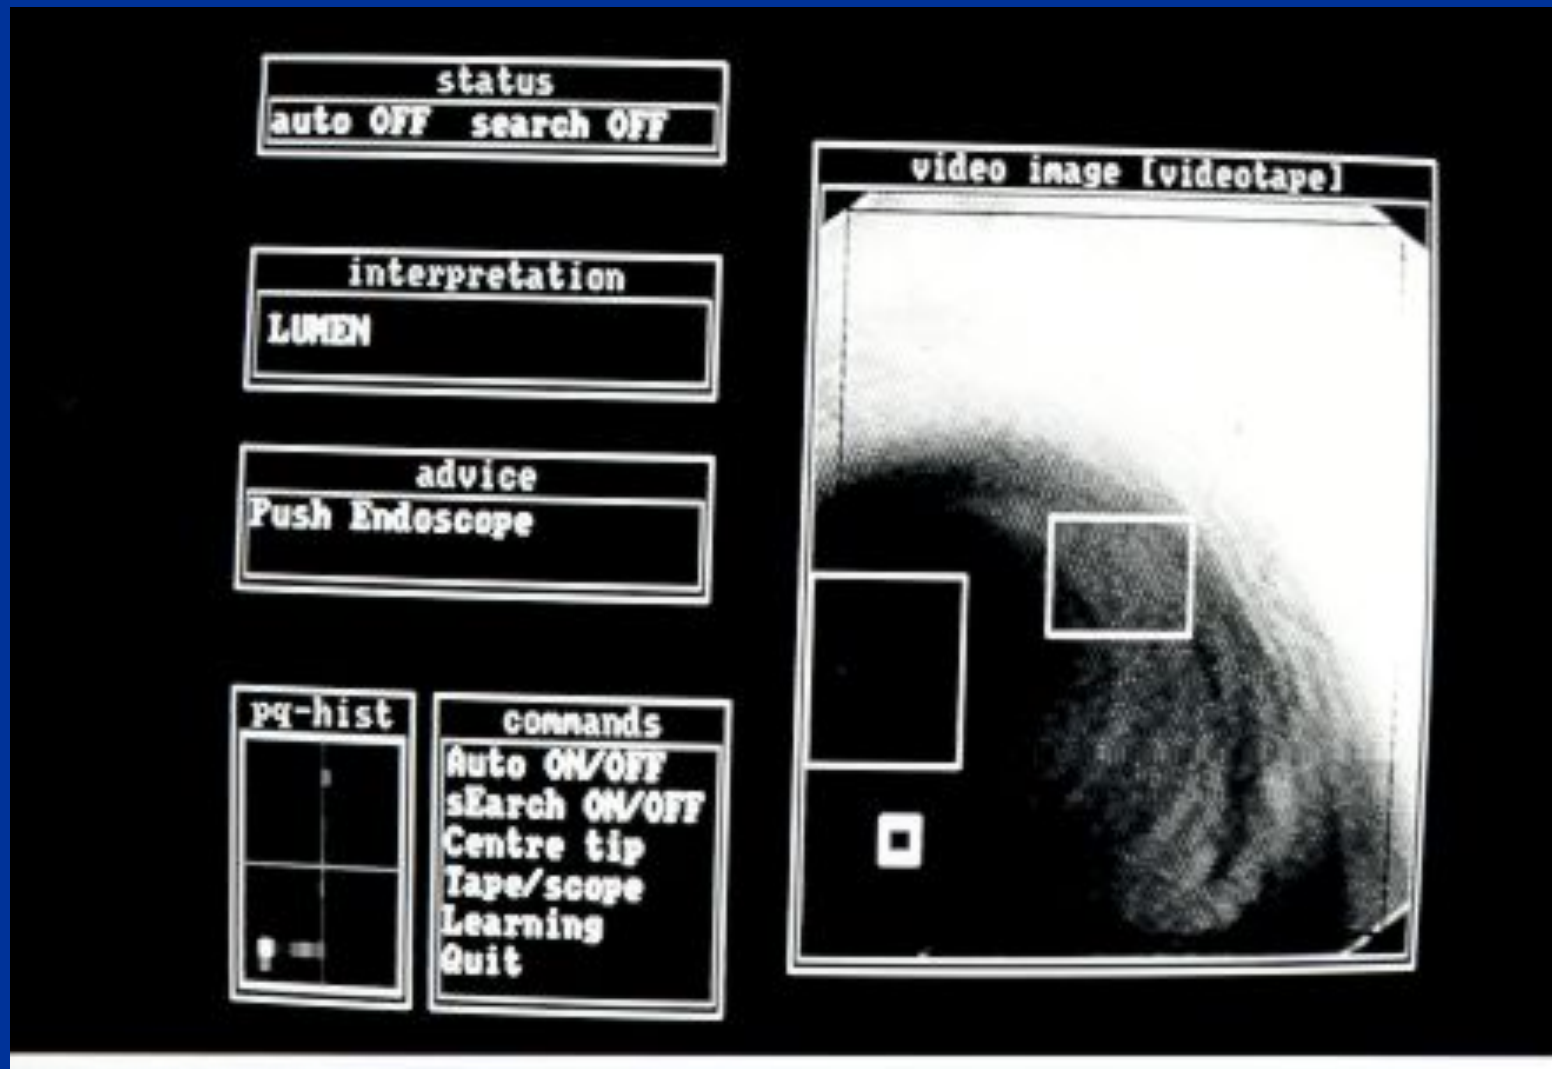 status
auto OFF search OFF
interpretation
LUMEN
advice
Push Endoscope
pq-hist
commands
Auto ON/OFF
sEarch ON/OFF
Centre tip
Tape/scope
Learning
Quit
video image [videotape]